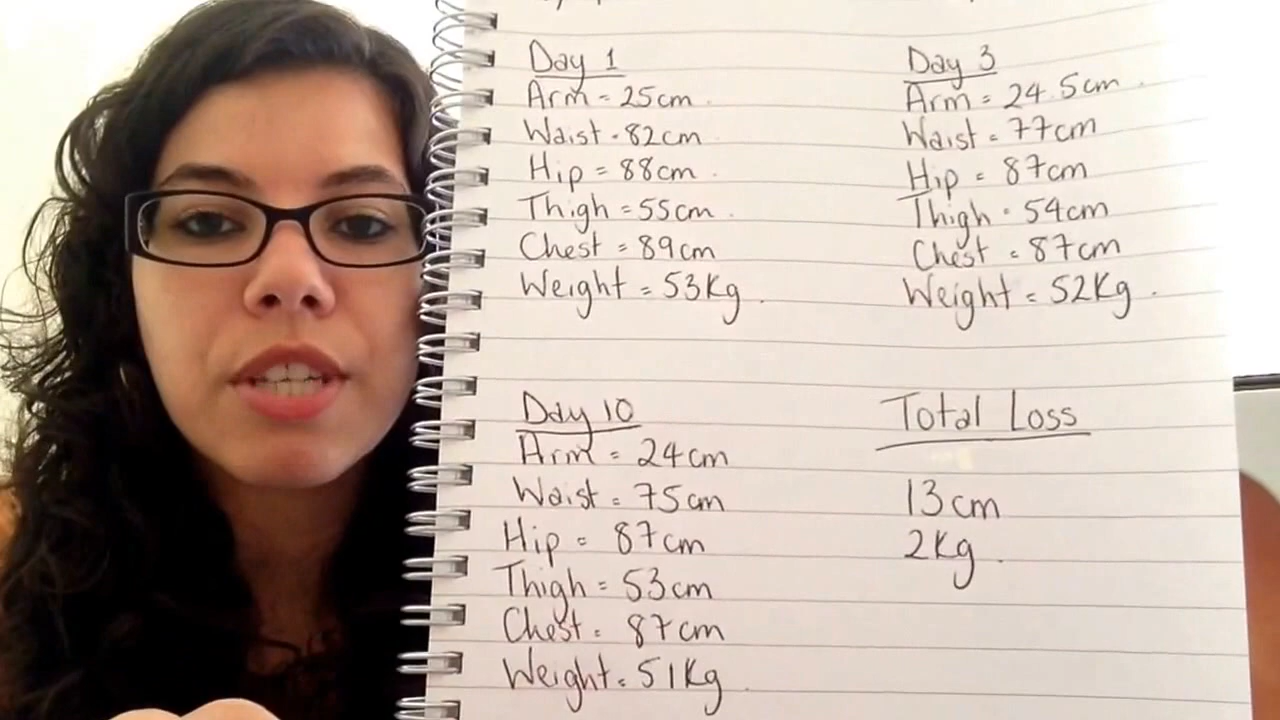 Day 1
Arm = 25cm
Waist = 82cm
Hip = 88cm
Thigh = 55cm
Chest = 89cm
Weight = 53Kg
Day 3
Arm = 24.5cm
Waist = 77cm
Hip = 87cm
Thigh = 54cm
Chest = 87cm
Weight = 52Kg
Day 10
Arm = 24cm
Waist = 75cm
Hip = 87cm
Thigh = 53cm
Chest = 87cm
Weight = 51Kg
Total Loss
13cm
2Kg